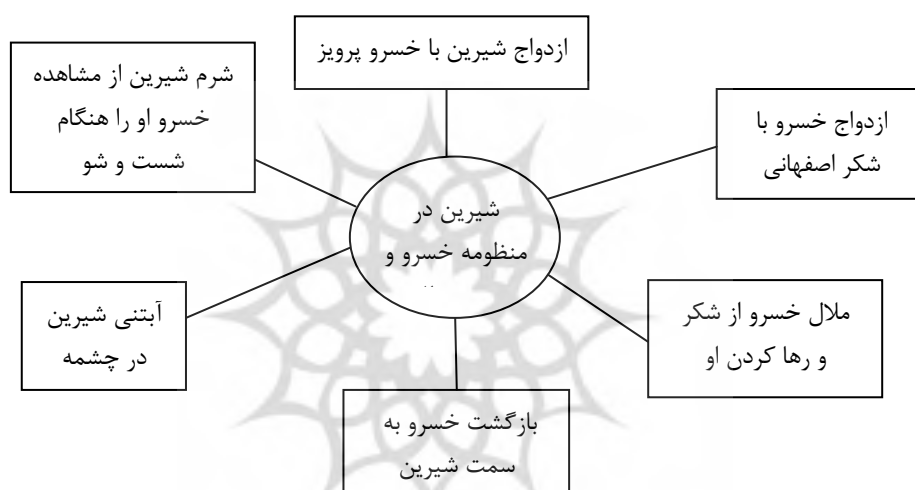 ازدواج شیرین با خسرو پرویز
ازدواج خسرو با
شکر اصفهانی
ملال خسرو از شکر
و رها کردن او
بازگشت خسرو به
سمت شیرین
آبتنی شیرین
در چشمه
شرم شیرین از مشاهده
خسرو او را هنگام
شست و شو
شیرین در
منظومه خسرو و